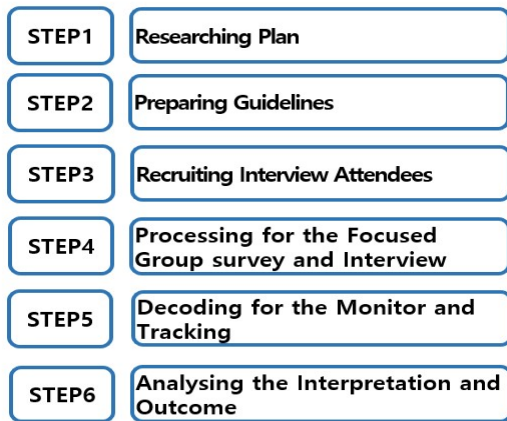 STEP1 Researching Plan
STEP2 Preparing Guidelines
STEP3 Recruiting Interview Attendees
STEP4 Processing for the Focused
Group survey and Interview
STEP5 Decoding for the Monitor and
Tracking
STEP6 Analysing the Interpretation and
Outcome